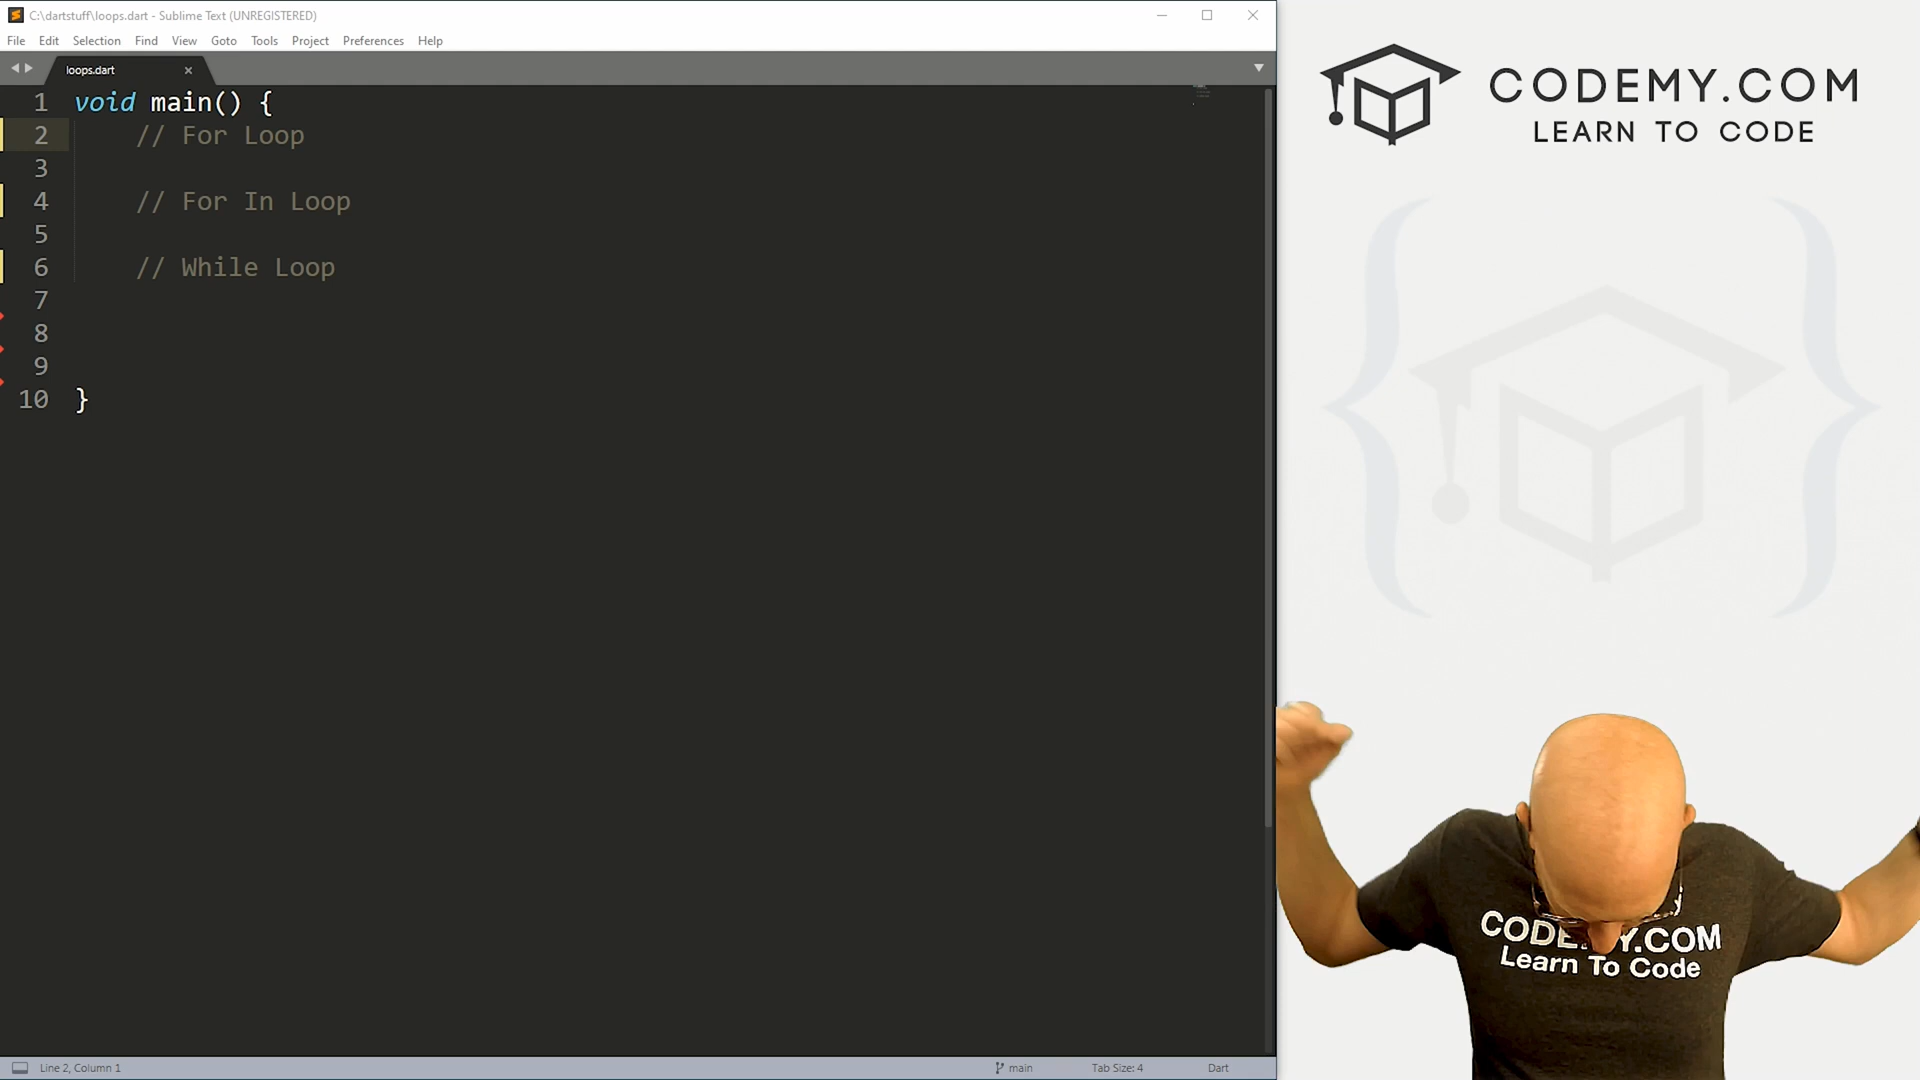 C:\dartstuff\loops.dart - Sublime Text (UNREGISTERED)
File Edit Selection Find View Goto Tools Project Preferences Help
loops.dart
1 void main() {
2 // For Loop
3
4 // For In Loop
5
6 // While Loop
7
8
9
10 }
Line 2, Column 1 main Tab Size: 4 Dart
CODEMY.COM
LEARN TO CODE
CODEMY.COM
Learn To Code